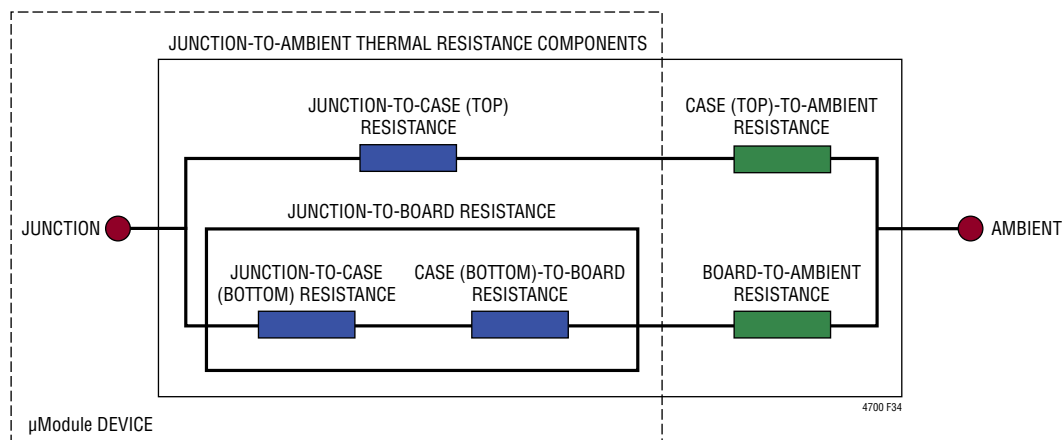 JUNCTION-TO-AMBIENT THERMAL RESISTANCE COMPONENTS
JUNCTION-TO-CASE (TOP)
RESISTANCE
CASE (TOP)-TO-AMBIENT
RESISTANCE
JUNCTION-TO-BOARD RESISTANCE
JUNCTION
AMBIENT
JUNCTION-TO-CASE
(BOTTOM) RESISTANCE
CASE (BOTTOM)-TO-BOARD
RESISTANCE
BOARD-TO-AMBIENT
RESISTANCE
4700 F34
µModule DEVICE